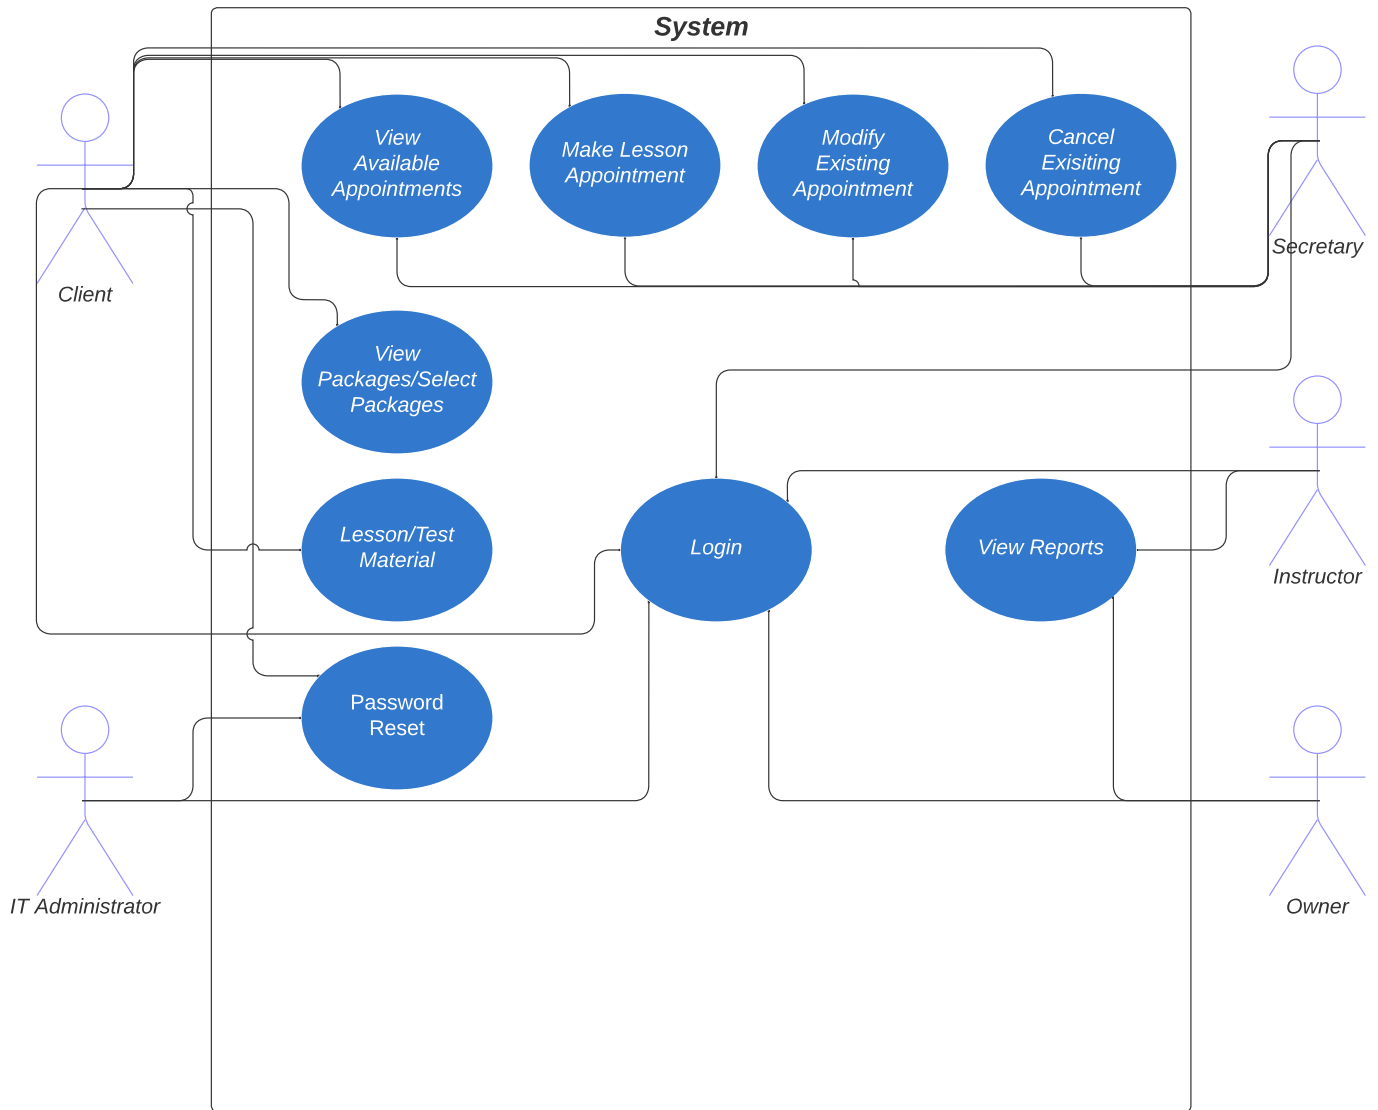 System
View
Available
Appointments
Make Lesson
Appointment
Modify
Existing
Appointment
Cancel
Exisiting
Appointment
Secretary
Client
View
Packages/Select
Packages
Lesson/Test
Material
Login
View Reports
Instructor
Password
Reset
IT Administrator
Owner